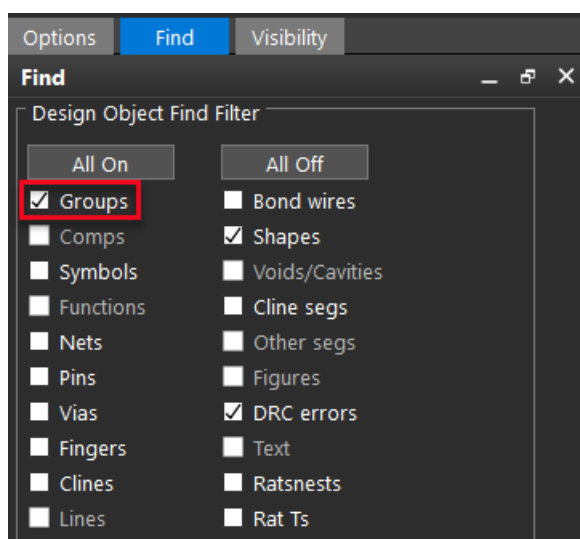 Options Find Visibility
Find
Design Object Find Filter
All On All Off
Groups Bond wires
Comps Shapes
Symbols Voids/Cavities
Functions Cline segs
Nets Other segs
Pins Figures
Vias DRC errors
Fingers Text
Clines Ratsnests
Lines Rat Ts